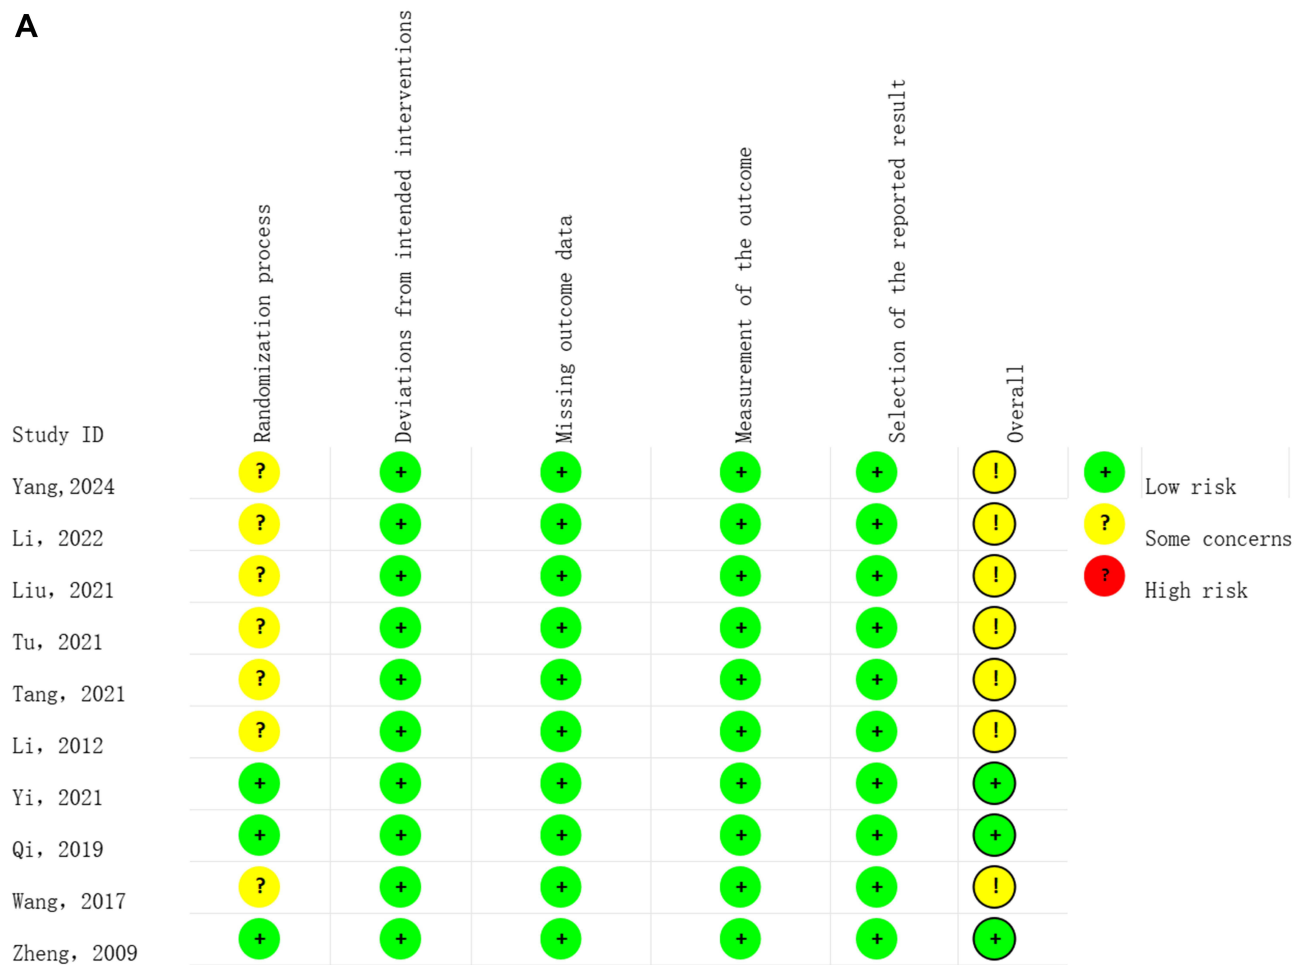 A
Randomization process
Deviations from intended interventions
Missing outcome data
Measurement of the outcome
Selection of the reported result
Overall
Study ID
Yang,2024 ? + + + + ! + Low risk
Li, 2022 ? + + + + ! ? Some concerns
Liu, 2021 ? + + + + ! ? High risk
Tu, 2021 ? + + + + !
Tang, 2021 ? + + + + !
Li, 2012 ? + + + + !
Yi, 2021 + + + + + +
Qi, 2019 + + + + + +
Wang, 2017 ? + + + + !
Zheng, 2009 + + + + + +